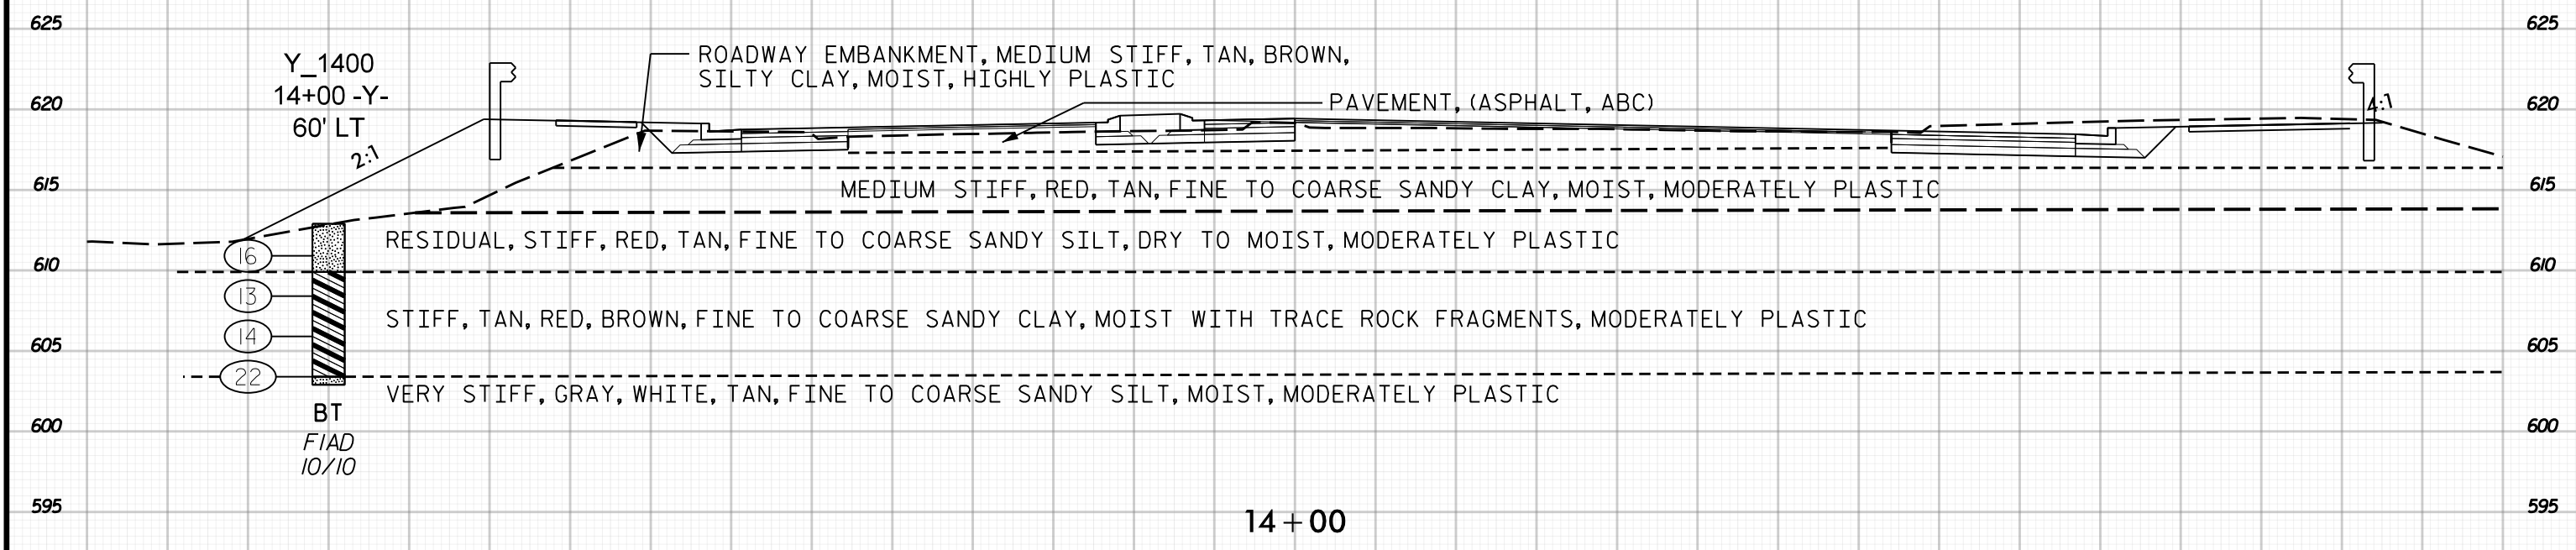 625
625
Y_1400
14+00 -Y-
60' LT
ROADWAY EMBANKMENT, MEDIUM STIFF, TAN, BROWN,
SILTY CLAY, MOIST, HIGHLY PLASTIC
PAVEMENT, (ASPHALT, ABC)
620
620
4:1
2:1
615
615
MEDIUM STIFF, RED, TAN, FINE TO COARSE SANDY CLAY, MOIST, MODERATELY PLASTIC
RESIDUAL, STIFF, RED, TAN, FINE TO COARSE SANDY SILT, DRY TO MOIST, MODERATELY PLASTIC
16
610
610
13
STIFF, TAN, RED, BROWN, FINE TO COARSE SANDY CLAY, MOIST WITH TRACE ROCK FRAGMENTS, MODERATELY PLASTIC
14
605
605
22
VERY STIFF, GRAY, WHITE, TAN, FINE TO COARSE SANDY SILT, MOIST, MODERATELY PLASTIC
BT
600
600
FIAD
10/10
595
595
14+00